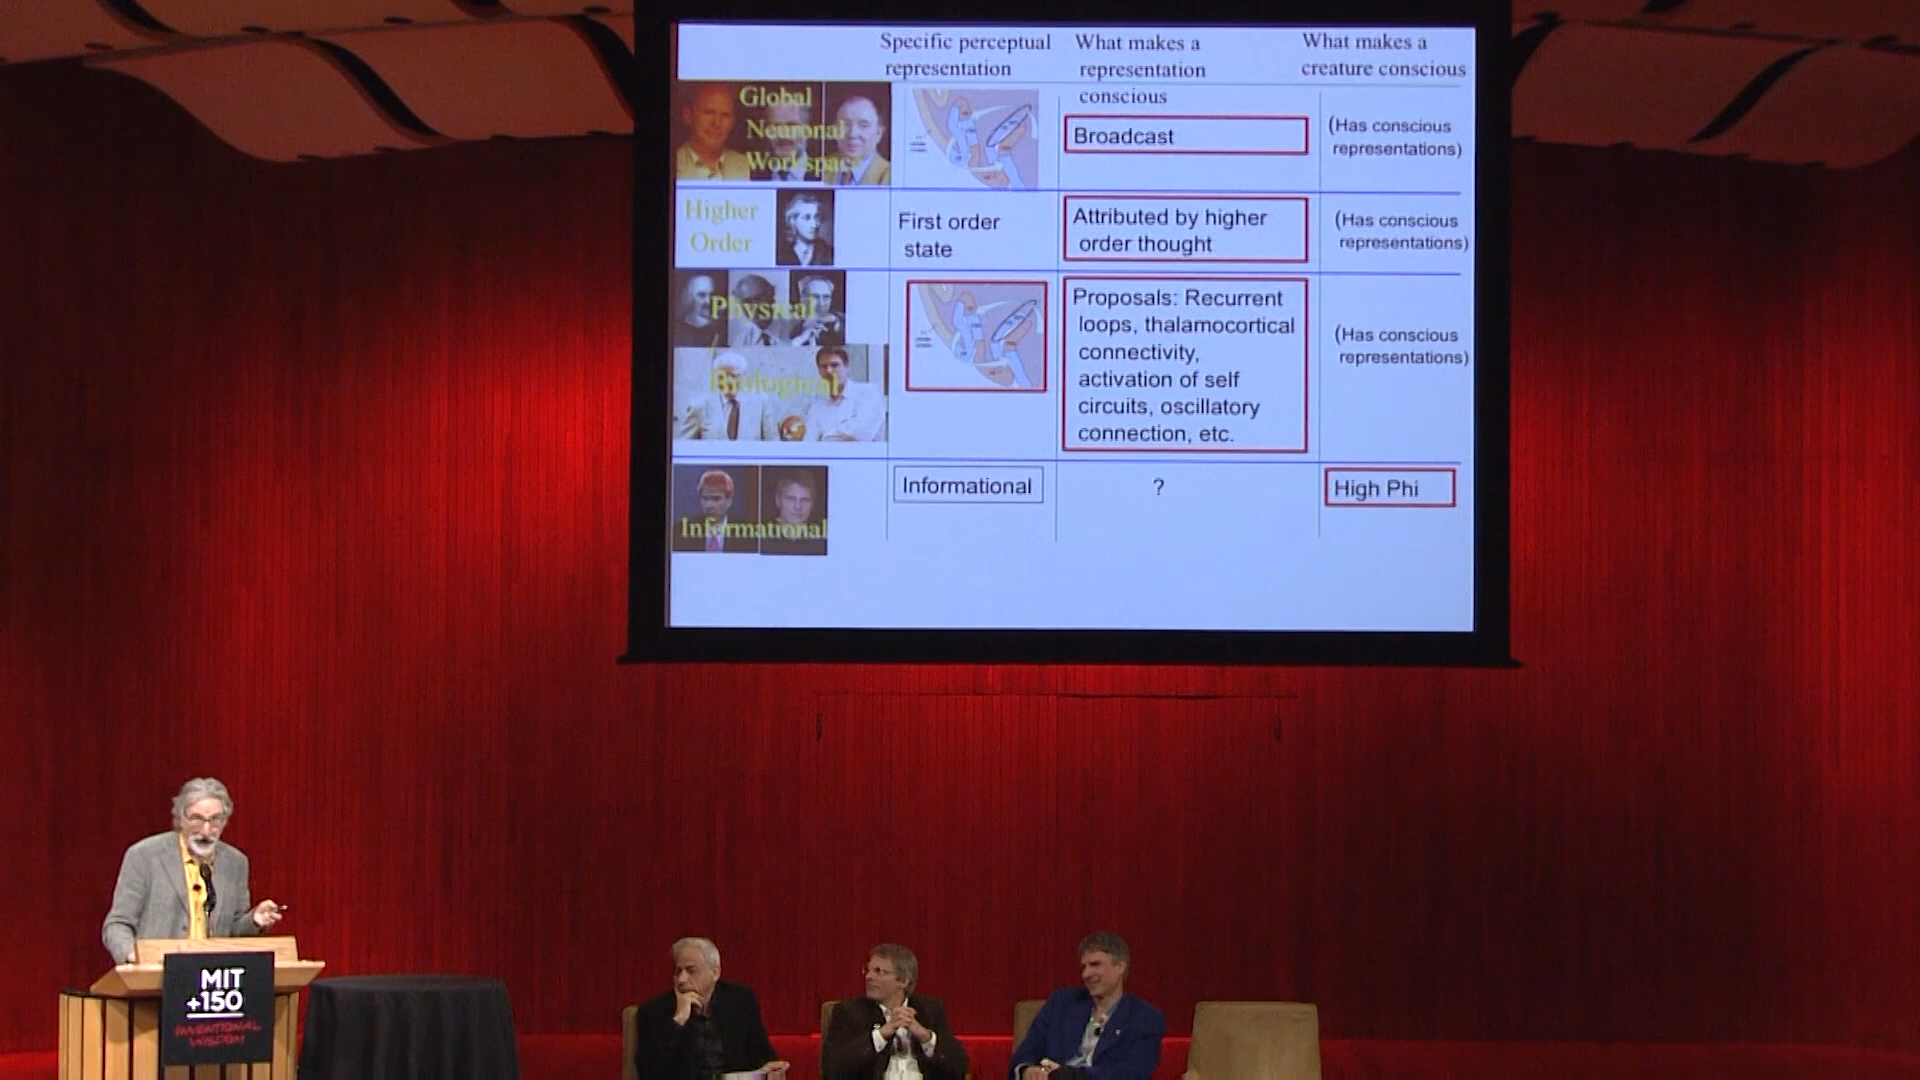 Specific perceptual
representation
What makes a
representation
conscious
What makes a
creature conscious
Global
Neuronal
Workspace
Broadcast
(Has conscious
representations)
Higher
Order
First order
state
Attributed by higher
order thought
(Has conscious
representations)
Physical
/
Biological
Proposals: Recurrent
loops, thalamocortical
connectivity,
activation of self
circuits, oscillatory
connection, etc.
(Has conscious
representations)
Informational
Informational
?
High Phi
MIT
+150
INVENTIONAL
WISDOM